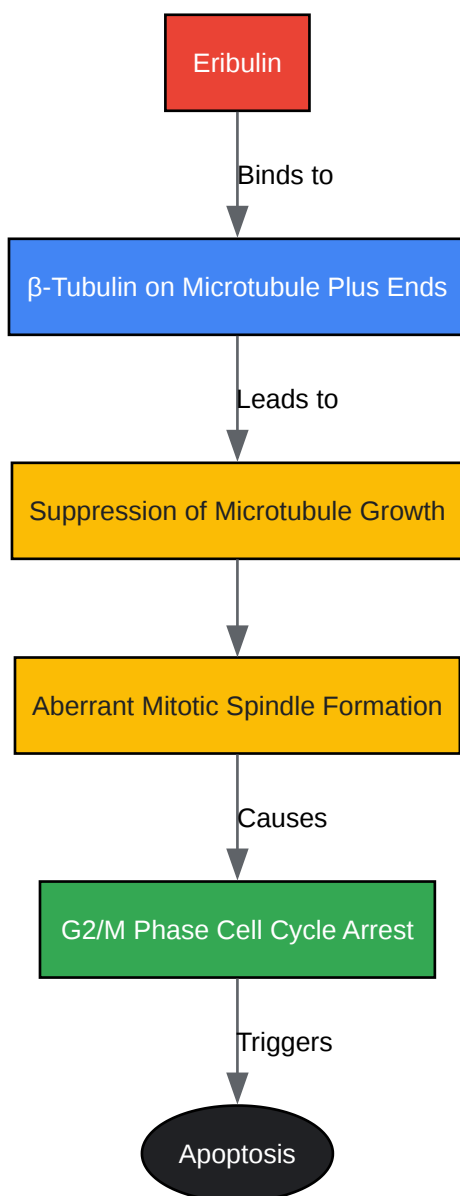 Eribulin
Binds to
β-Tubulin on Microtubule Plus Ends
Leads to
Suppression of Microtubule Growth
Aberrant Mitotic Spindle Formation
Causes
G2/M Phase Cell Cycle Arrest
Triggers
Apoptosis